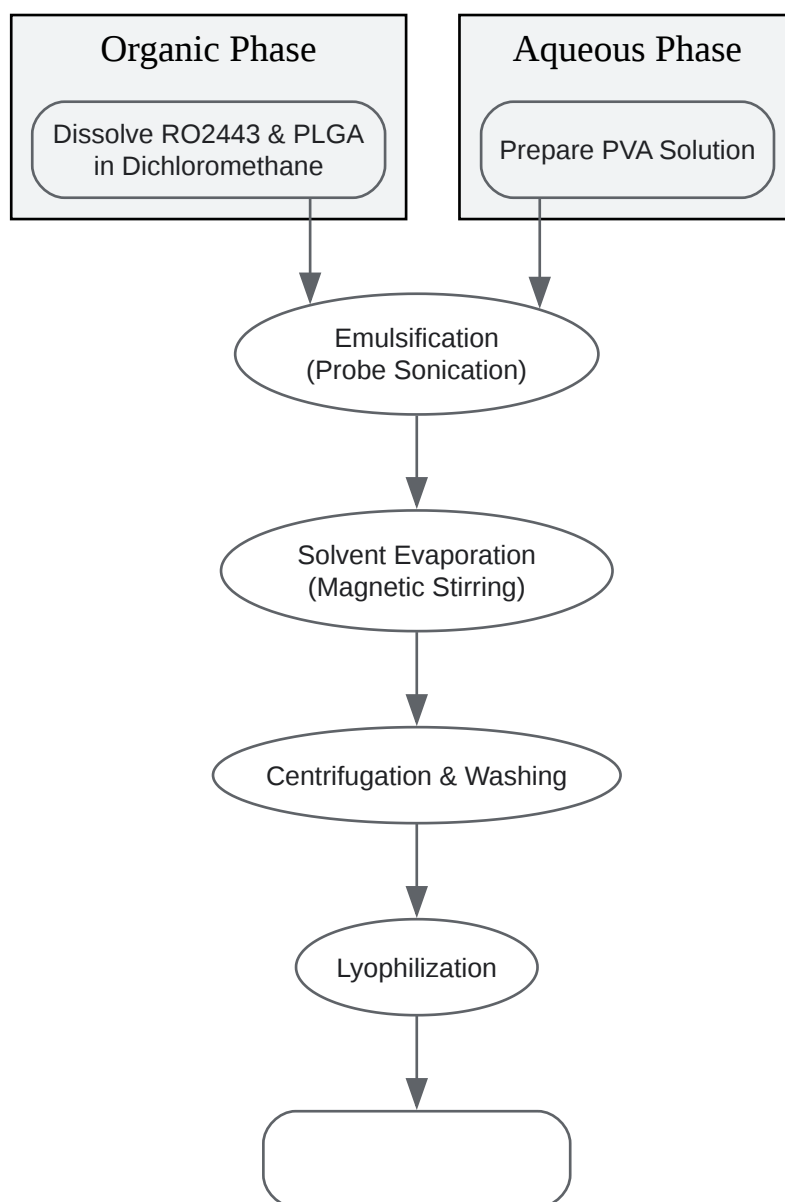 Organic Phase
Aqueous Phase
Dissolve RO2443 & PLGA
in Dichloromethane
Prepare PVA Solution
Emulsification
(Probe Sonication)
Solvent Evaporation
(Magnetic Stirring)
Centrifugation & Washing
Lyophilization